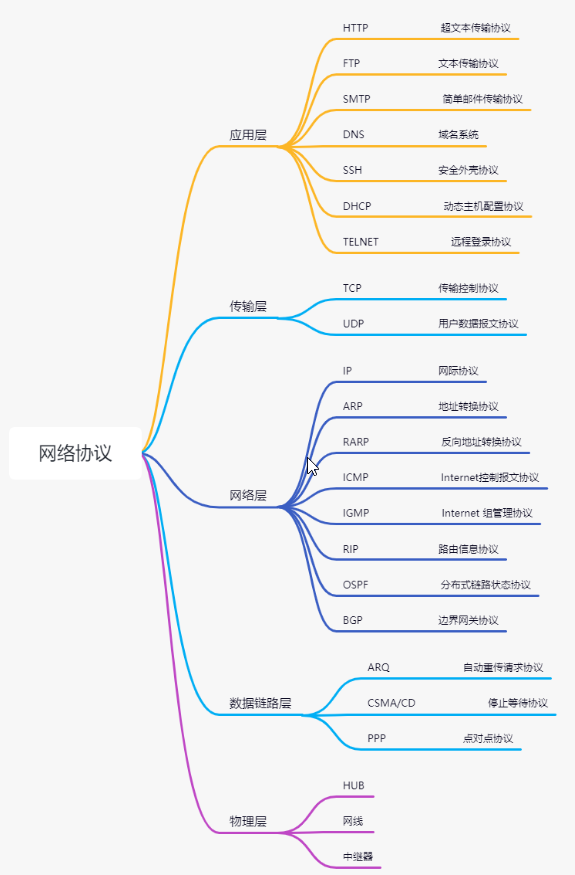 网络协议
应用层
HTTP 超文本传输协议
FTP 文本传输协议
SMTP 简单邮件传输协议
DNS 域名系统
SSH 安全外壳协议
DHCP 动态主机配置协议
TELNET 远程登录协议
传输层
TCP 传输控制协议
UDP 用户数据报文协议
网络层
IP 网际协议
ARP 地址转换协议
RARP 反向地址转换协议
ICMP Internet控制报文协议
IGMP Internet 组管理协议
RIP 路由信息协议
OSPF 分布式链路状态协议
BGP 边界网关协议
数据链路层
ARQ 自动重传请求协议
CSMA/CD 停止等待协议
PPP 点对点协议
物理层
HUB
网线
中继器